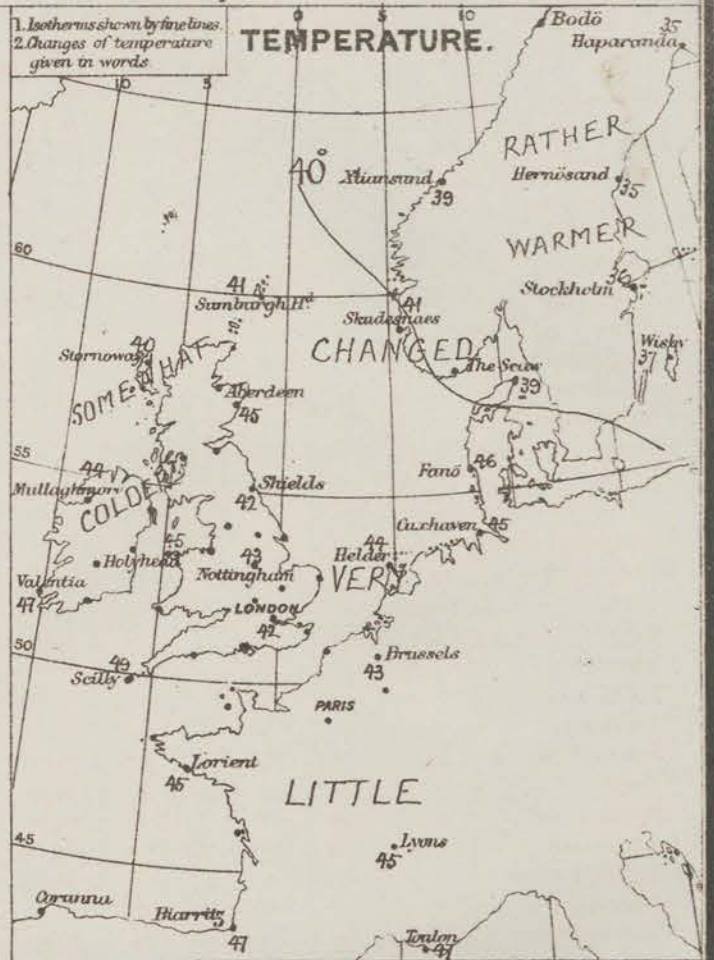 1. Isotherms shown by fine lines.
2. Changes of temperature
given in words
TEMPERATURE.
0 5 10
10 5
Bodö
35
Haparanda
RATHER
40°
Xtiansund
39
Hernösand
35
WARMER
60
41
Sumburgh Hd.
41
Skudesnaes
36
Stockholm
Wisby
37
40
Stornoway
SOMEWHAT
CHANGED
The Scaw
39
Aberdeen
45
55
44
Mullaghmore
COLDER
Shields
42
Fanö
46
Cuxhaven
45
45
Holyhead
43
Nottingham
44
Helder
VERY
Valentia
47
LONDON
42
50
49
Scilly
Brussels
43
PARIS
Lorient
45
LITTLE
45
Lyons
45
Corunna
Biarritz
47
Toulon
47